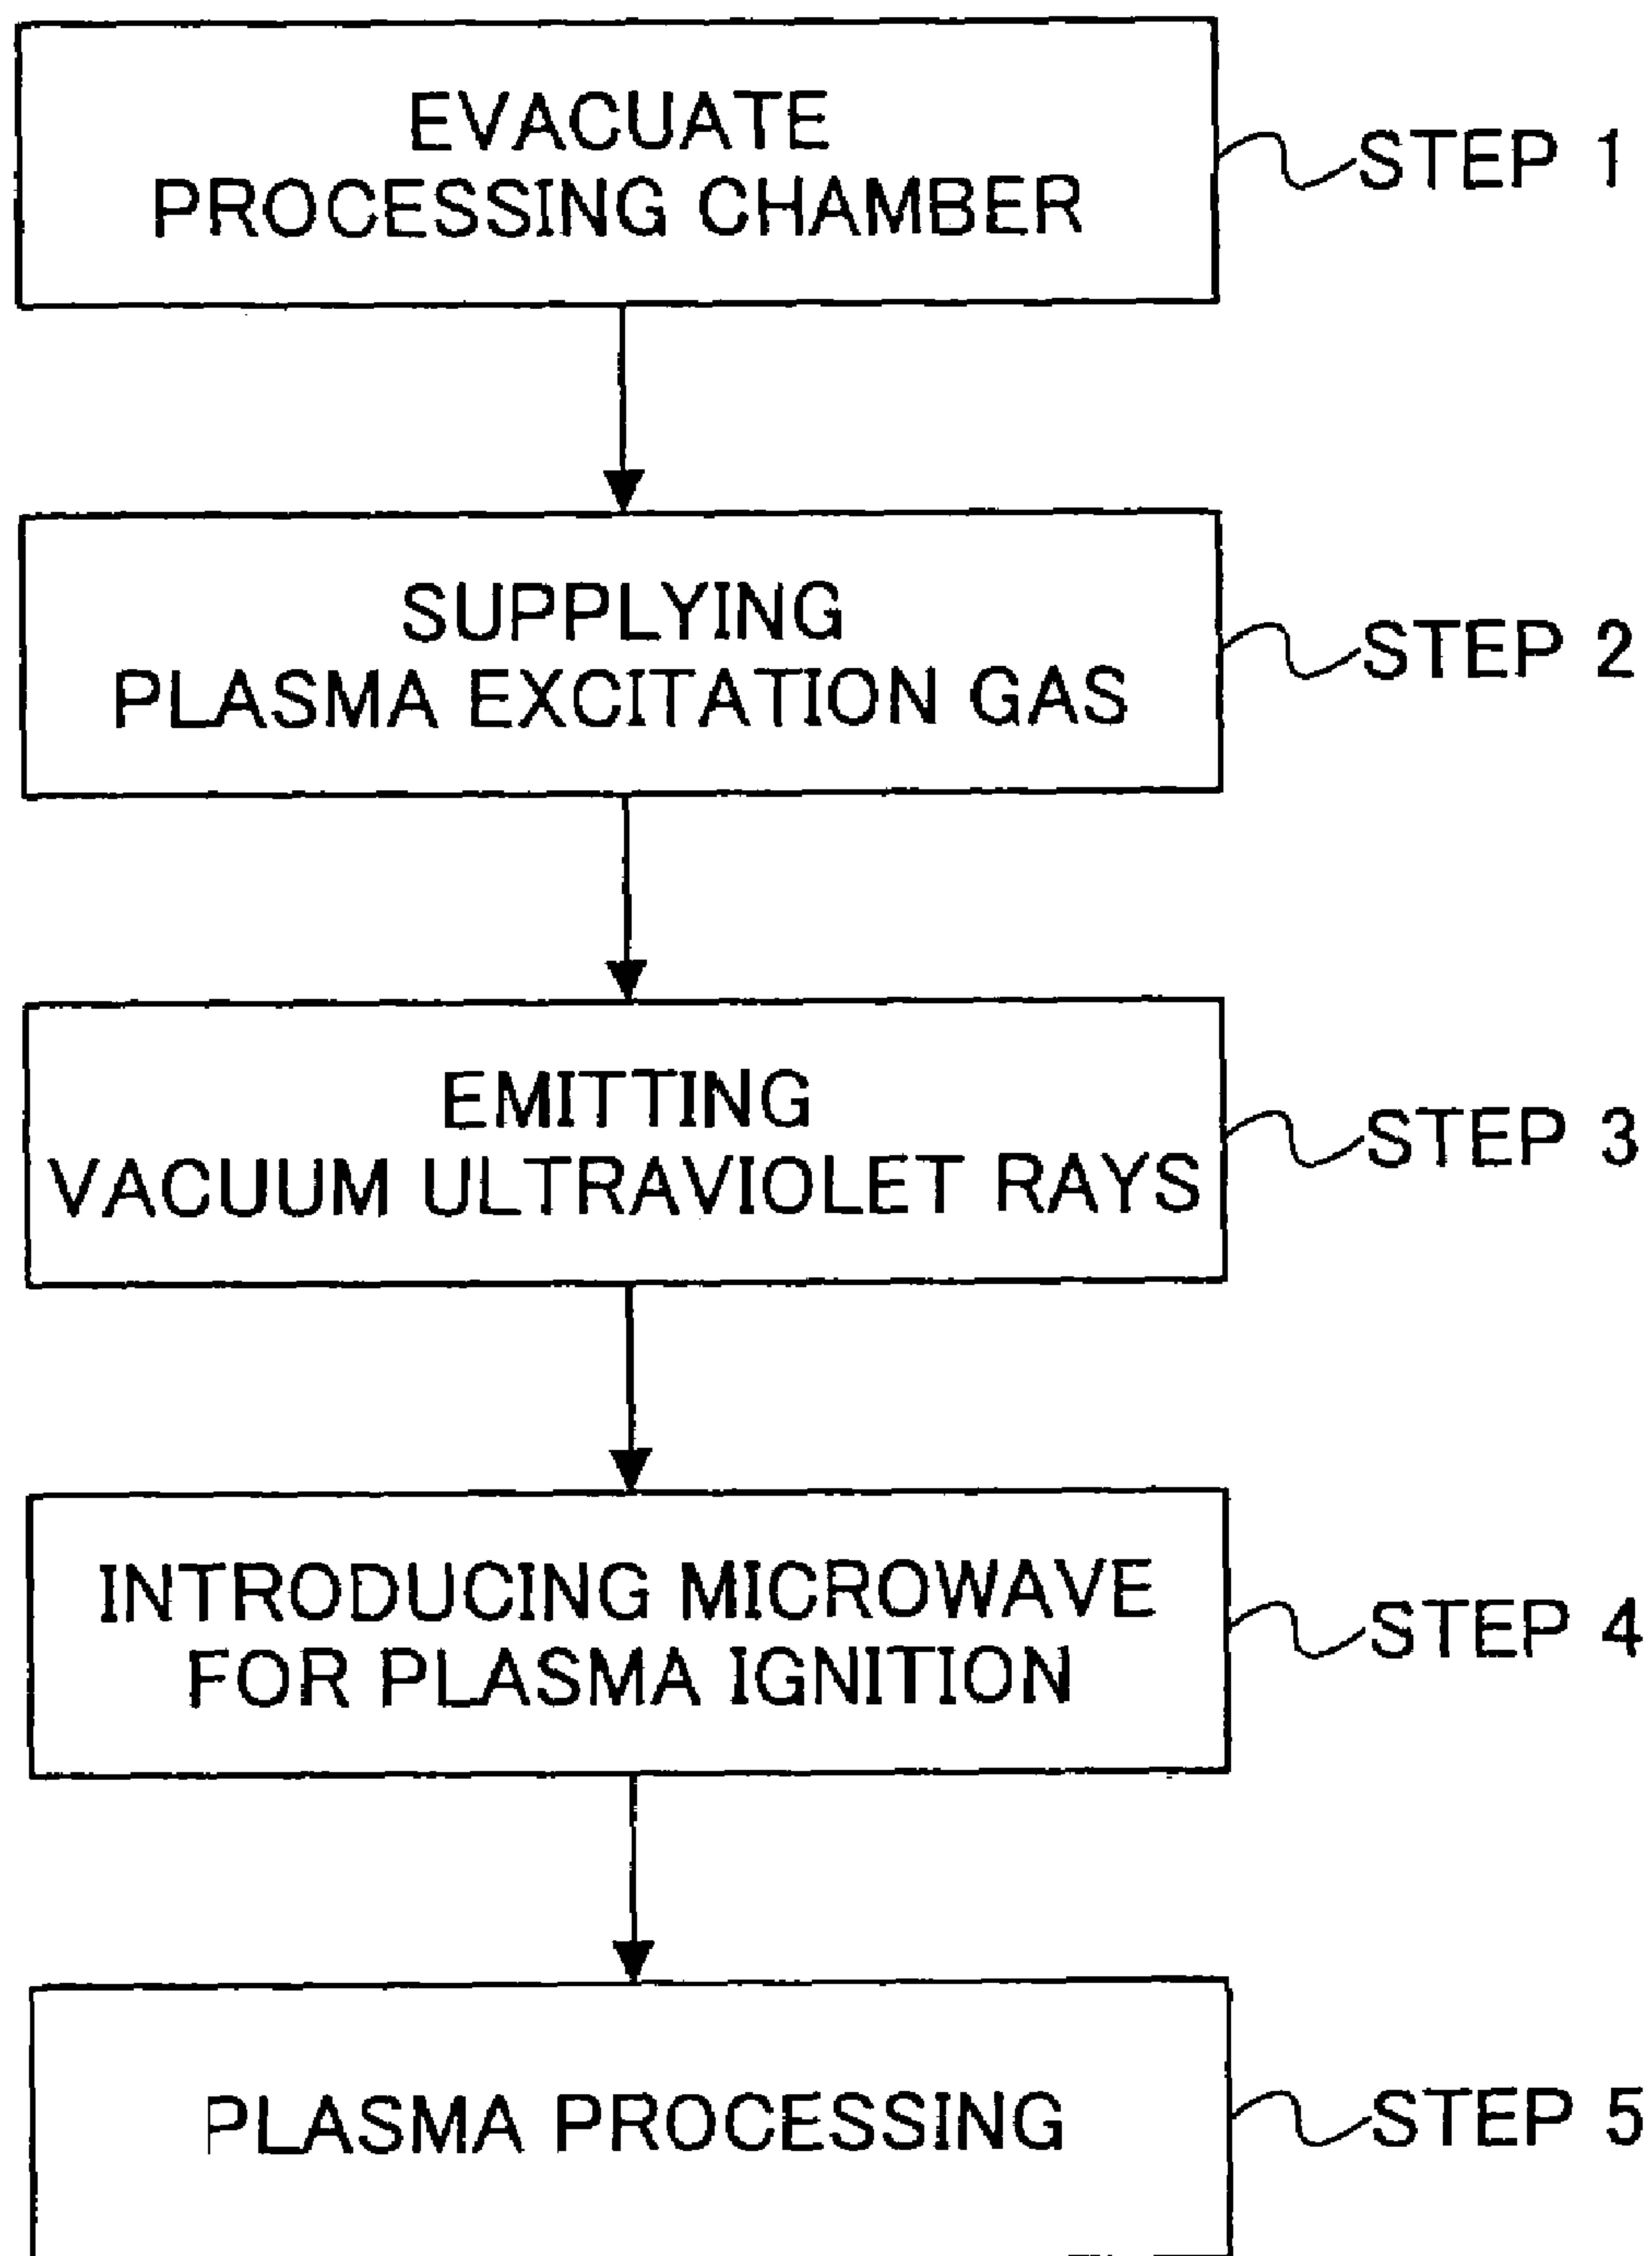 EVACUATE
PROCESSING CHAMBER
STEP 1
SUPPLYING
PLASMA EXCITATION GAS
STEP 2
EMITTING
VACUUM ULTRAVIOLET RAYS
STEP 3
INTRODUCING MICROWAVE
FOR PLASMA IGNITION
STEP 4
PLASMA PROCESSING
STEP 5